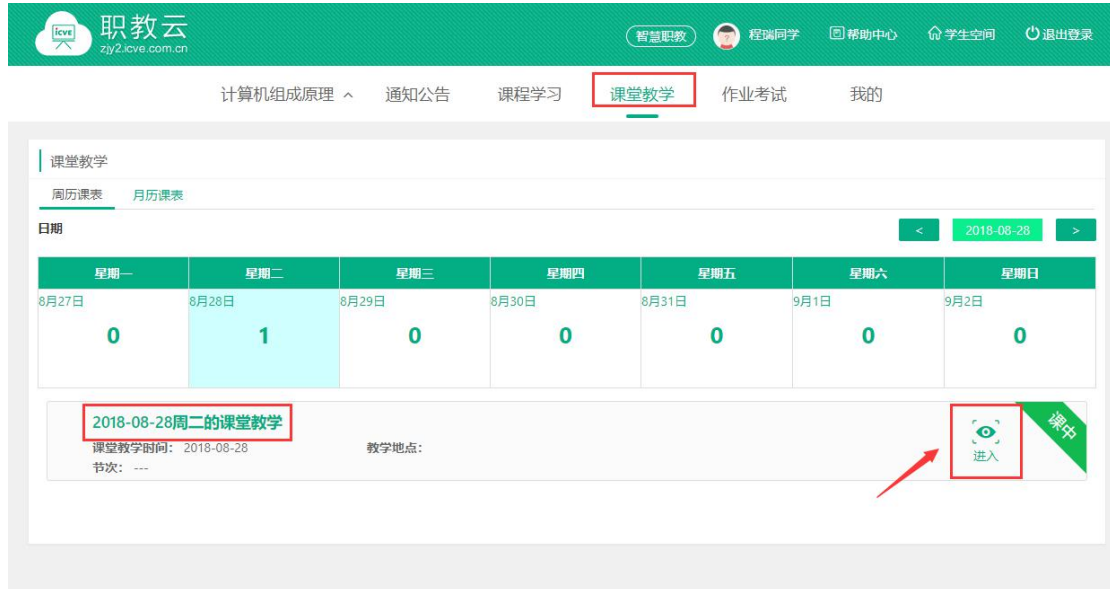 icve 职教云
zjy2.icve.com.cn
智慧职教 程瑞同学 帮助中心 学生空间 退出登录
计算机组成原理 通知公告 课程学习 课堂教学 作业考试 我的
课堂教学
周历课表 月历课表
日期 < 2018-08-28 >
星期一 星期二 星期三 星期四 星期五 星期六 星期日
8月27日 8月28日 8月29日 8月30日 8月31日 9月1日 9月2日
0 1 0 0 0 0 0
2018-08-28周二的课堂教学
课中
课堂教学时间: 2018-08-28 教学地点:
进入
节次: ---